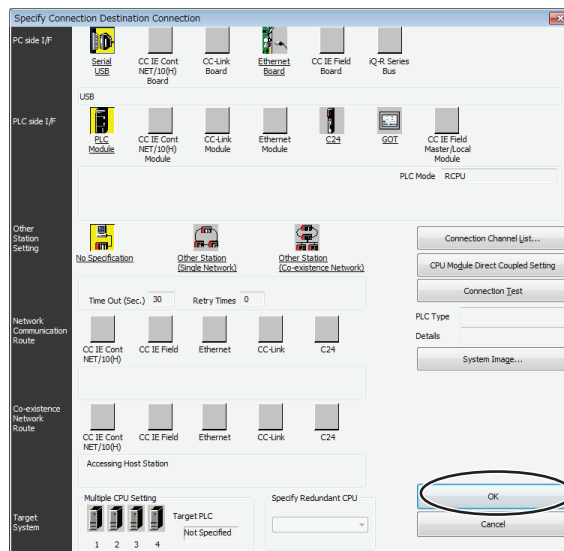 Specify Connection Destination Connection
PC side I/F
Serial
USB
CC IE Cont
NET/10(H)
Board
CC-Link
Board
Ethernet
Board
CC IE Field
Board
iQ-R Series
Bus
USB
PLC side I/F
PLC
Module
CC IE Cont
NET/10(H)
Module
CC-Link
Module
Ethernet
Module
C24
GOT
CC IE Field
Master/Local
Module
PLC Mode RCPU
Other
Station
Setting
No Specification
Other Station
(Single Network)
Other Station
(Co-existence Network)
Time Out (Sec.) 30 Retry Times 0
Connection Channel List...
CPU Module Direct Coupled Setting
Connection Test
PLC Type
Details
System Image...
Network
Communication
Route
CC IE Cont
NET/10(H)
CC IE Field
Ethernet
CC-Link
C24
Co-existence
Network
Route
CC IE Cont
NET/10(H)
CC IE Field
Ethernet
CC-Link
C24
Accessing Host Station
Target
System
Multiple CPU Setting
1 2 3 4
Target PLC
Not Specified
Specify Redundant CPU
OK
Cancel